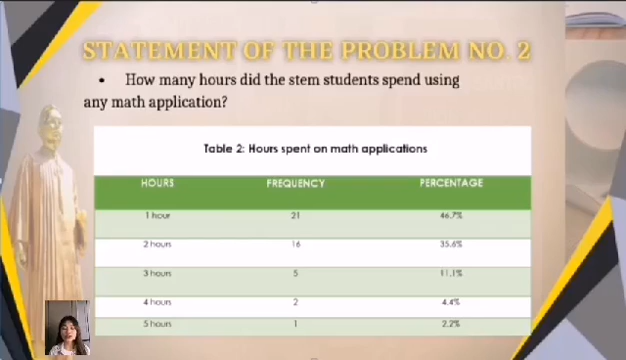 STATEMENT OF THE PROBLEM NO. 2
• How many hours did the stem students spend using
any math application?
Table 2: Hours spent on math applications
HOURS FREQUENCY PERCENTAGE
1 hour 21 46.7%
2 hours 16 35.6%
3 hours 5 11.1%
4 hours 2 4.4%
5 hours 1 2.2%